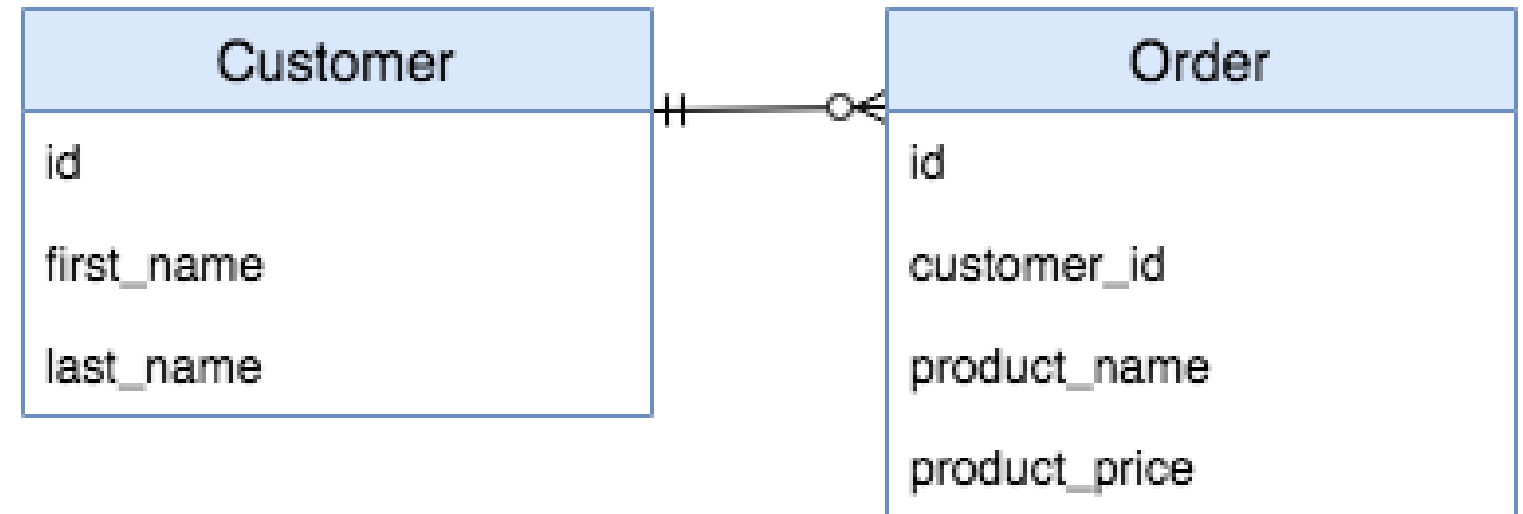 Customer
id
first_name
last_name
Order
id
customer_id
product_name
product_price